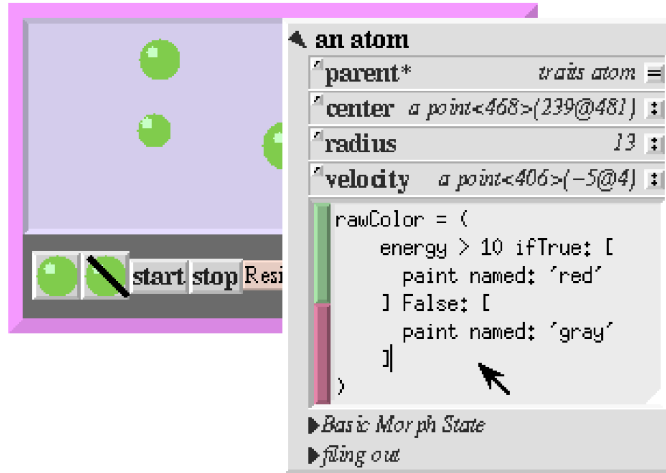 an atom
parent* traits atom =
center a point<468>(239@481) :
radius 13 :
velocity a point<406>(-5@4) :
rawColor = (
energy > 10 ifTrue: [
paint named: 'red'
] False: [
paint named: 'gray'
]
)
Basic Morph State
filing out
start stop Resi